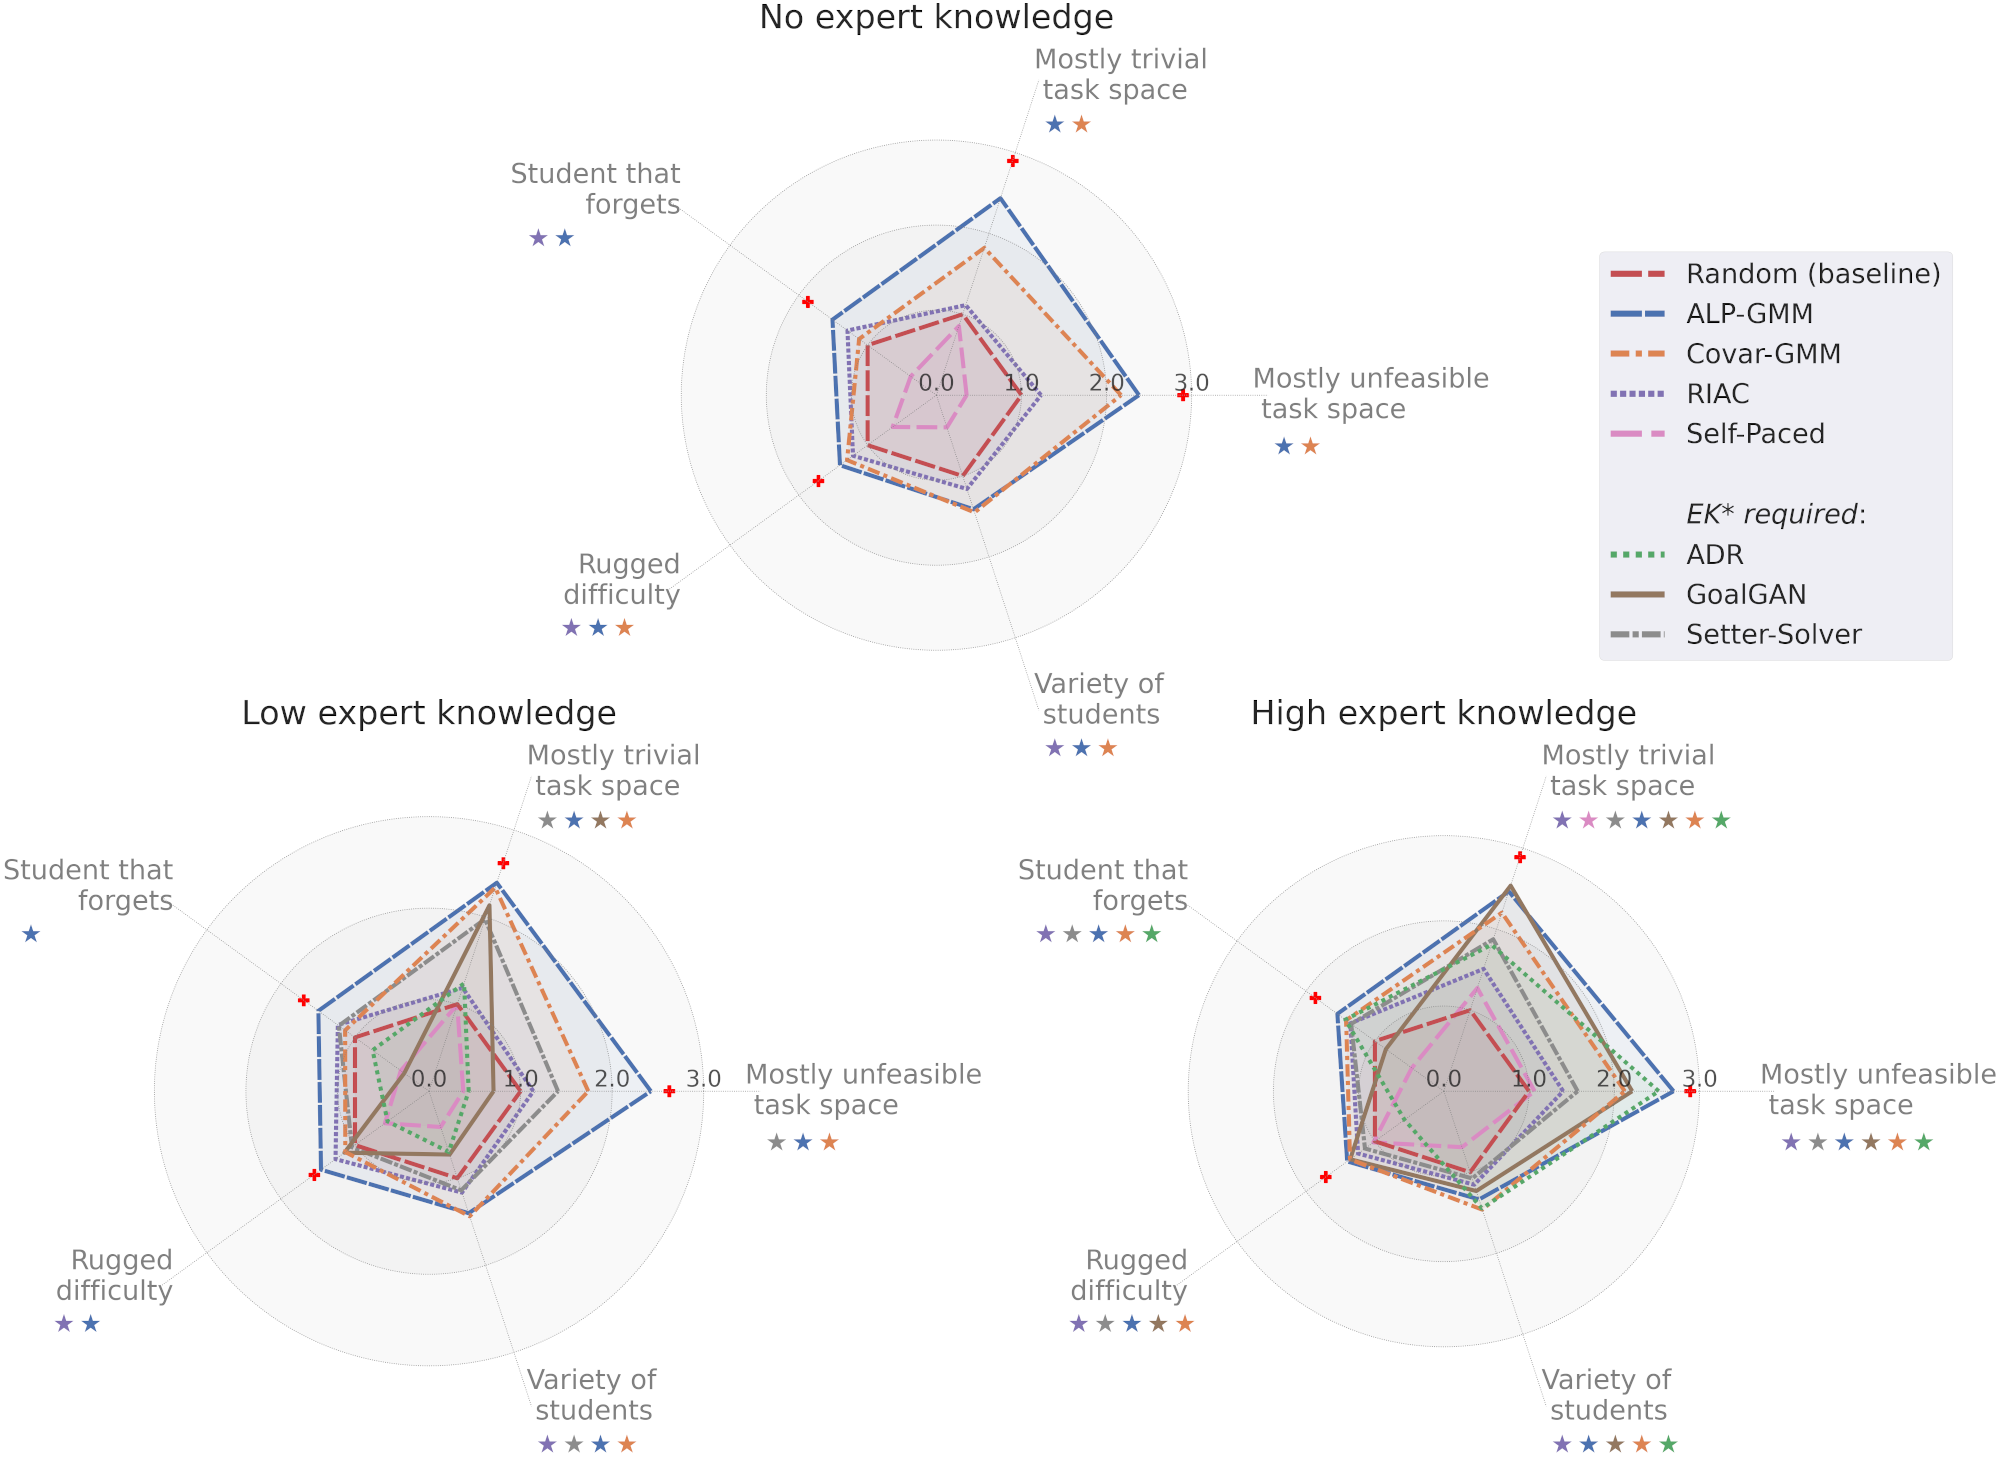 No expert knowledge
Mostly trivial
task space
Student that
forgets
0.0
1.0
2.0
3.0
Mostly unfeasible
task space
Rugged
difficulty
Variety of
students
Random (baseline)
ALP-GMM
Covar-GMM
RIAC
Self-Paced
EK* required:
ADR
GoalGAN
Setter-Solver
Low expert knowledge
Mostly trivial
task space
Student that
forgets
0.0
1.0
2.0
3.0
Mostly unfeasible
task space
Rugged
difficulty
Variety of
students
High expert knowledge
Mostly trivial
task space
Student that
forgets
0.0
1.0
2.0
3.0
Mostly unfeasible
task space
Rugged
difficulty
Variety of
students